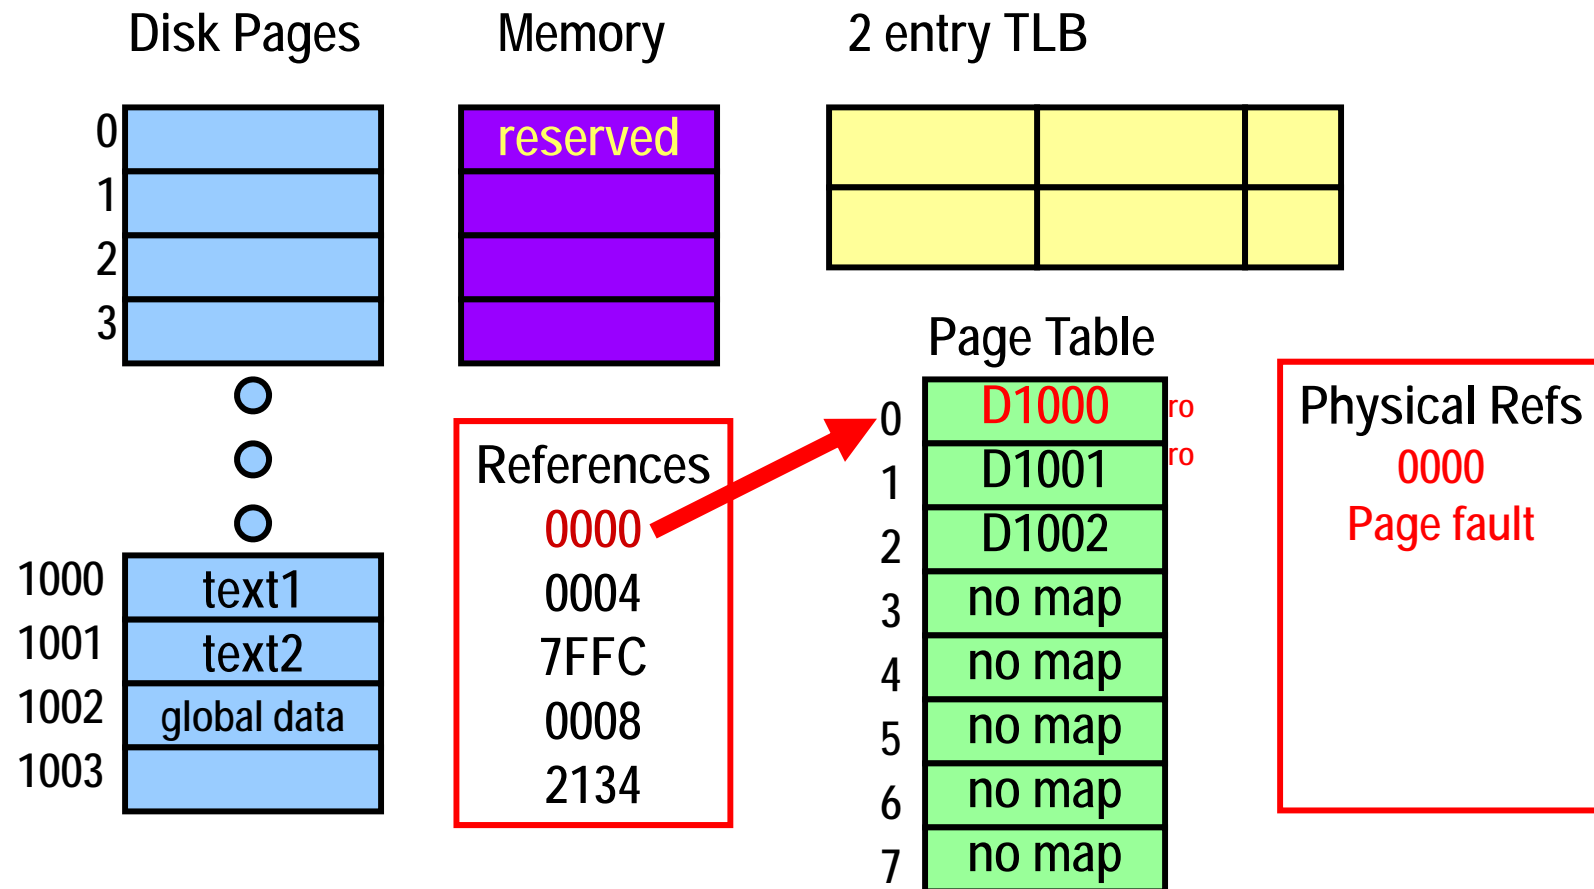 Disk Pages
Memory
2 entry TLB
0
1
2
3
1000 text1
1001 text2
1002 global data
1003
reserved
References
0000
0004
7FFC
0008
2134
Page Table
0 D1000 ro
1 D1001 ro
2 D1002
3 no map
4 no map
5 no map
6 no map
7 no map
Physical Refs
0000
Page fault